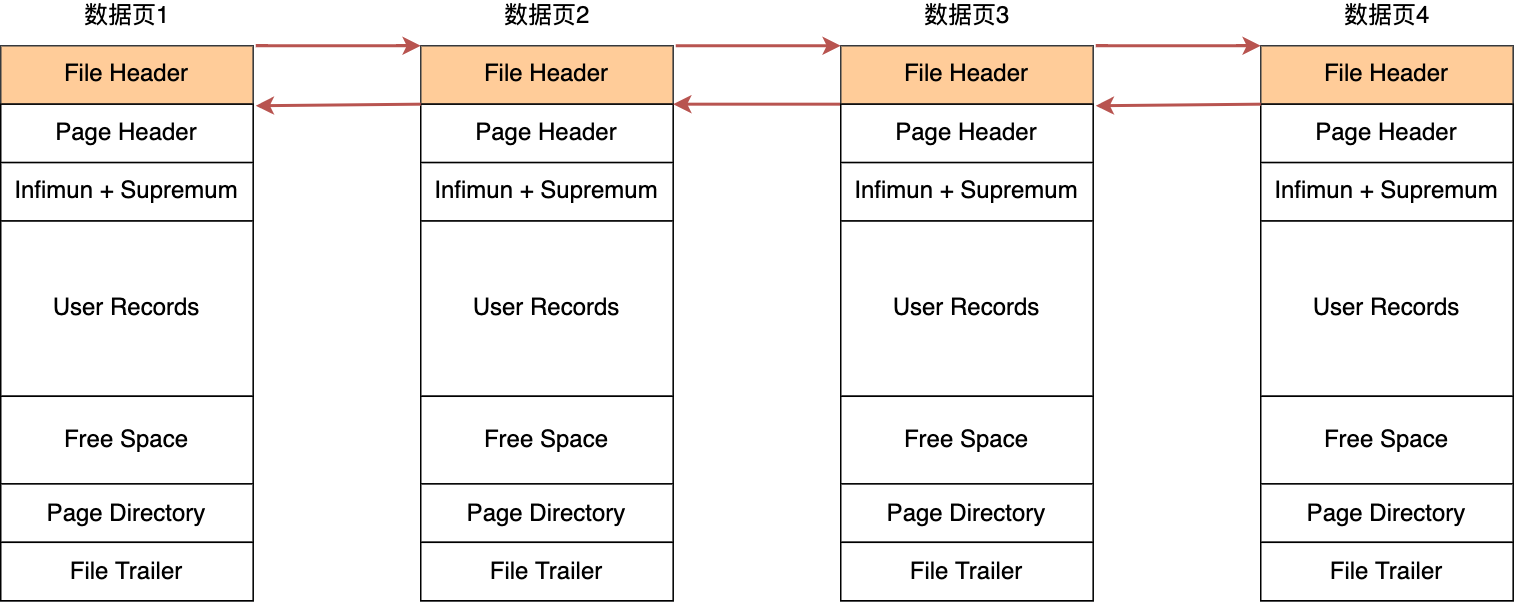 数据页1
File Header
Page Header
Infimun + Supremum
User Records
Free Space
Page Directory
File Trailer
数据页2
File Header
Page Header
Infimun + Supremum
User Records
Free Space
Page Directory
File Trailer
数据页3
File Header
Page Header
Infimun + Supremum
User Records
Free Space
Page Directory
File Trailer
数据页4
File Header
Page Header
Infimun + Supremum
User Records
Free Space
Page Directory
File Trailer